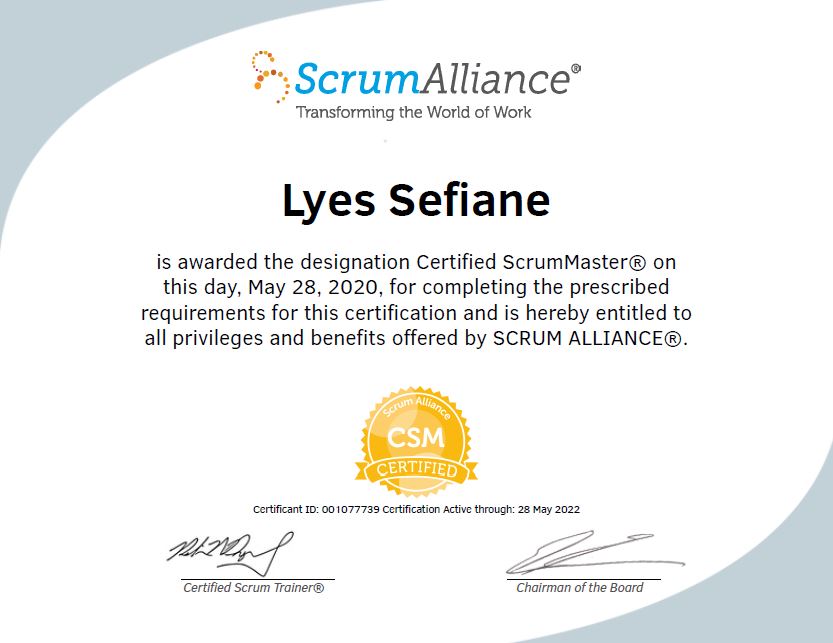 ScrumAlliance®
Transforming the World of Work
Lyes Sefiane
is awarded the designation Certified ScrumMaster® on
this day, May 28, 2020, for completing the prescribed
requirements for this certification and is hereby entitled to
all privileges and benefits offered by SCRUM ALLIANCE®.
Scrum Alliance
CSM
CERTIFIED
Certificant ID: 001077739 Certification Active through: 28 May 2022
Certified Scrum Trainer®
Chairman of the Board